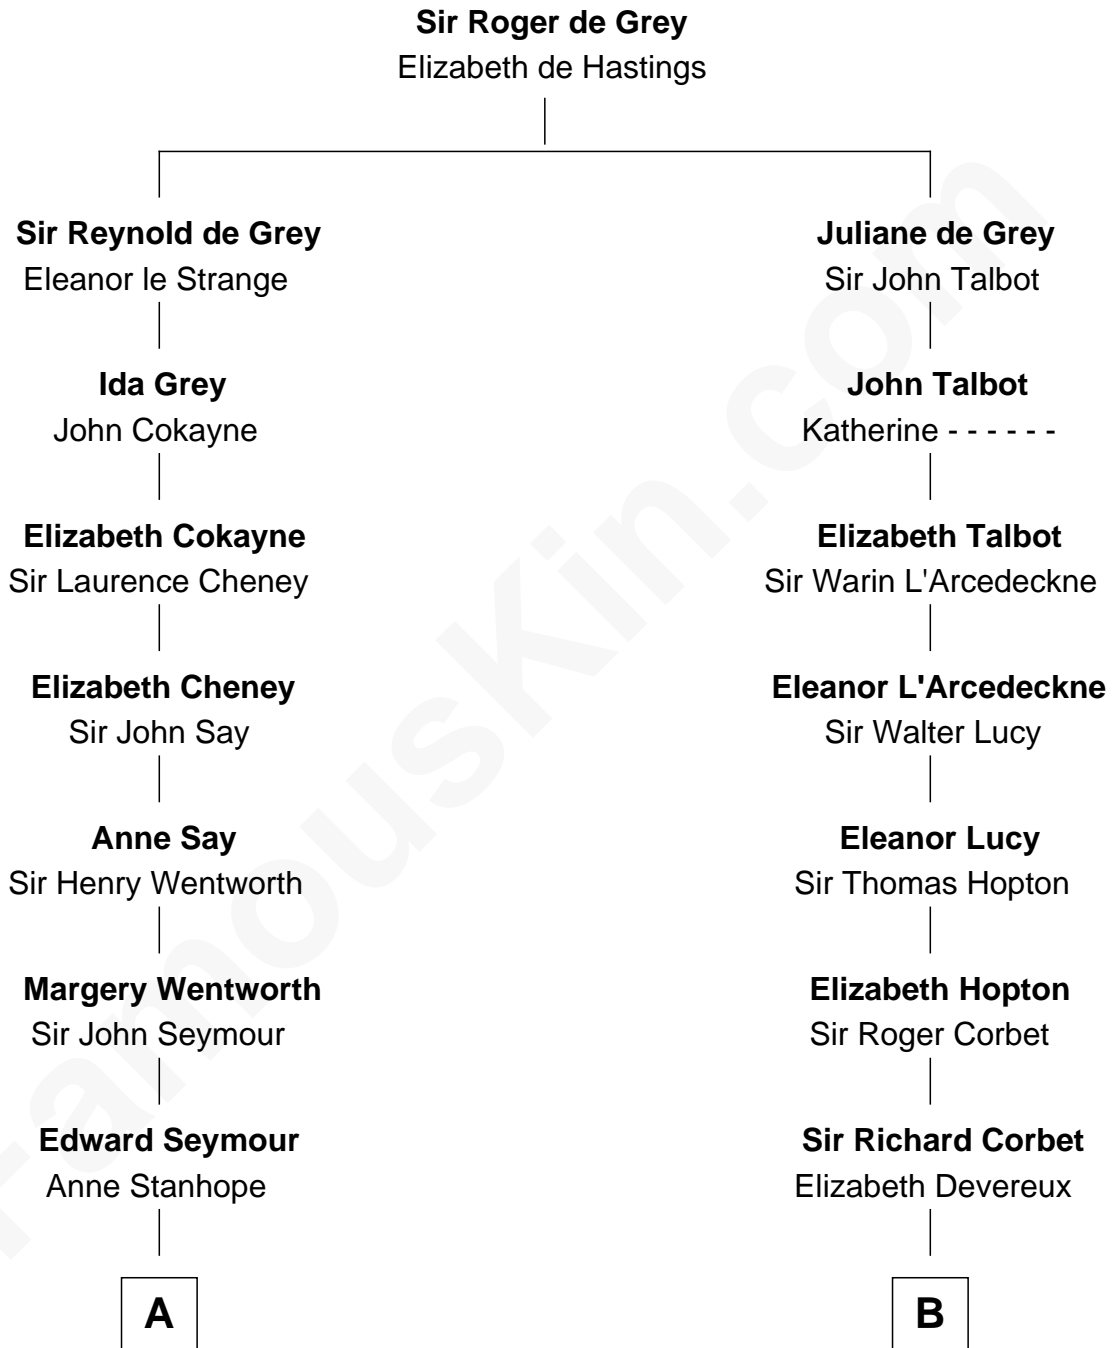 Sir Roger de Grey
Elizabeth de Hastings
Sir Reynold de Grey
Eleanor le Strange
Juliane de Grey
Sir John Talbot
Ida Grey
John Cokayne
John Talbot
Katherine - - - - - -
Elizabeth Cokayne
Sir Laurence Cheney
Elizabeth Talbot
Sir Warin L'Arcedeckne
Elizabeth Cheney
Sir John Say
Eleanor L'Arcedeckne
Sir Walter Lucy
Anne Say
Sir Henry Wentworth
Eleanor Lucy
Sir Thomas Hopton
Margery Wentworth
Sir John Seymour
Elizabeth Hopton
Sir Roger Corbet
Edward Seymour
Anne Stanhope
Sir Richard Corbet
Elizabeth Devereux
A
B
FamousKin.com